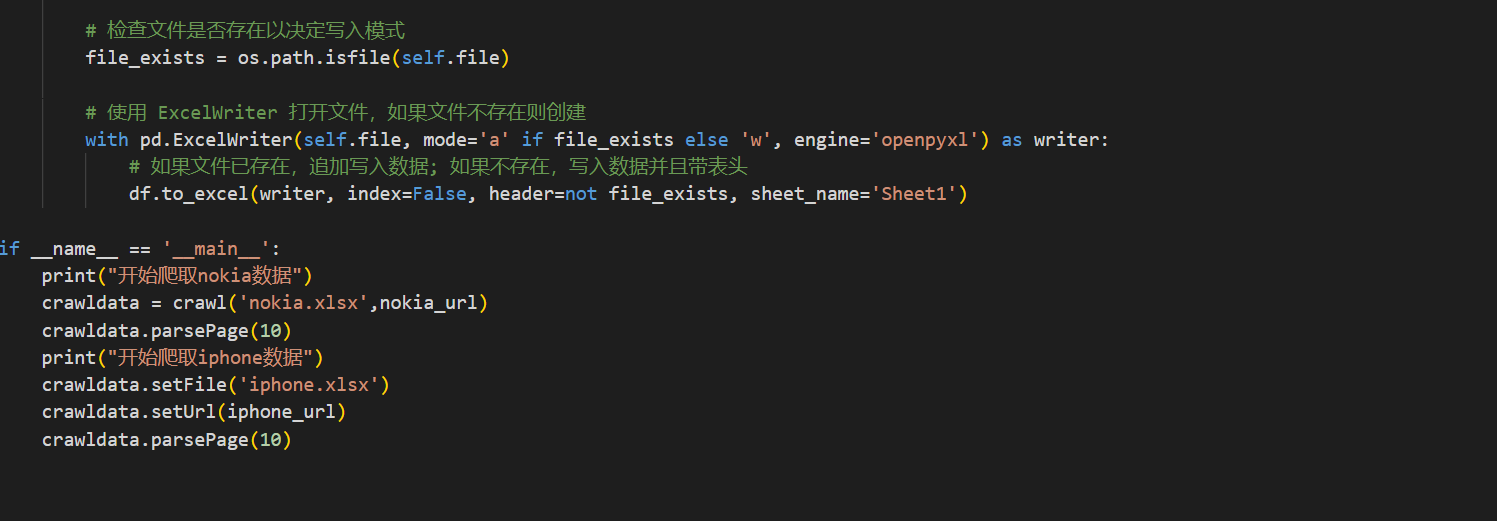 # 检查文件是否存在以决定写入模式
file_exists = os.path.isfile(self.file)
# 使用 ExcelWriter 打开文件，如果文件不存在则创建
with pd.ExcelWriter(self.file, mode='a' if file_exists else 'w', engine='openpyxl') as writer:
# 如果文件已存在，追加写入数据；如果不存在，写入数据并且带表头
df.to_excel(writer, index=False, header=not file_exists, sheet_name='Sheet1')
if __name__ == '__main__':
print("开始爬取nokia数据")
crawldata = crawl('nokia.xlsx',nokia_url)
crawldata.parsePage(10)
print("开始爬取iphone数据")
crawldata.setFile('iphone.xlsx')
crawldata.setUrl(iphone_url)
crawldata.parsePage(10)